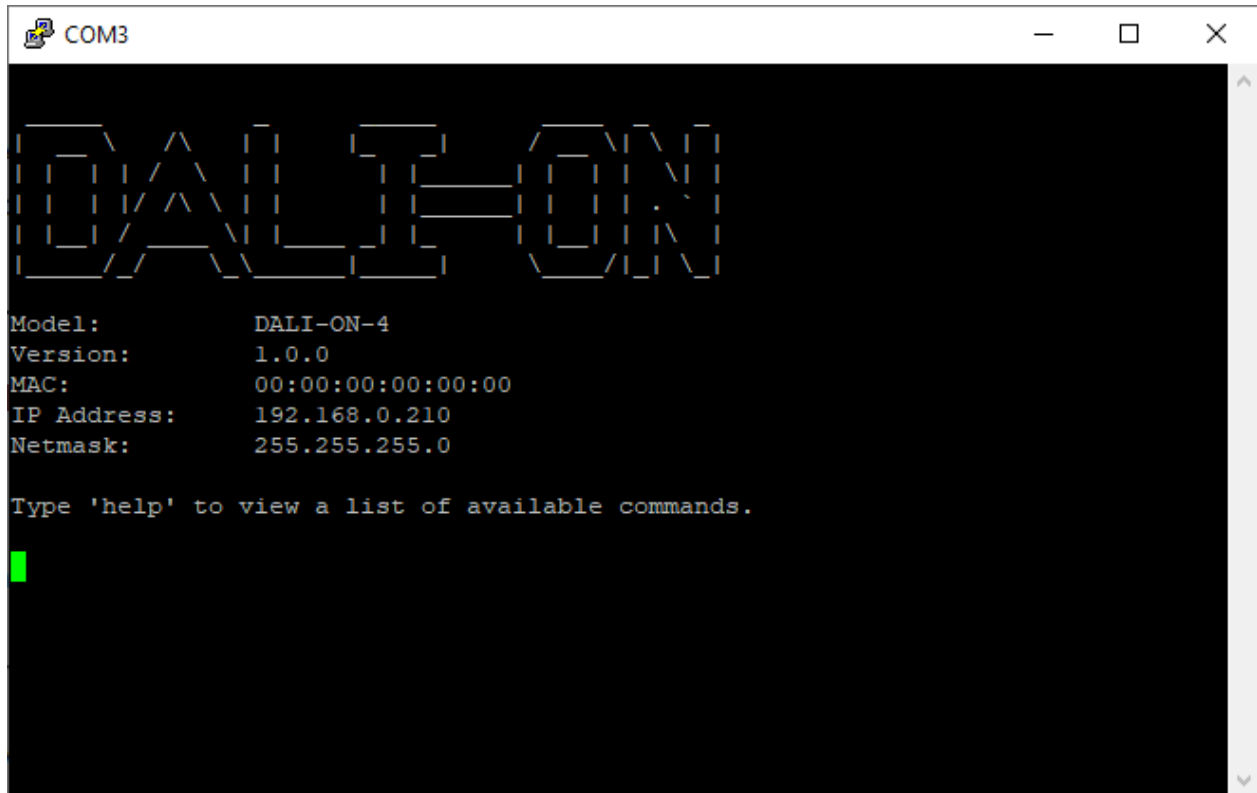 COM3
DALI-ON
Model: DALI-ON-4
Version: 1.0.0
MAC: 00:00:00:00:00:00
IP Address: 192.168.0.210
Netmask: 255.255.255.0
Type 'help' to view a list of available commands.